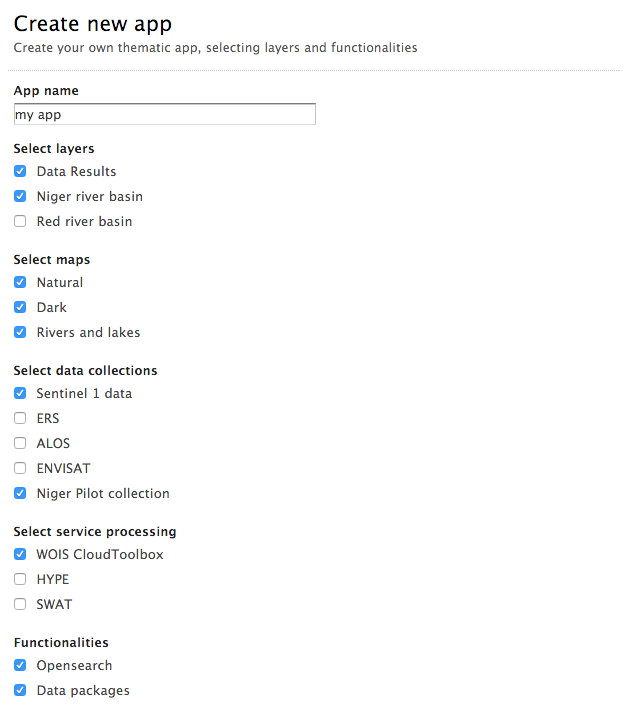 Create new app
Create your own thematic app, selecting layers and functionalities
App name
my app
Select layers
Data Results
Niger river basin
Red river basin
Select maps
Natural
Dark
Rivers and lakes
Select data collections
Sentinel 1 data
ERS
ALOS
ENVISAT
Niger Pilot collection
Select service processing
WOIS CloudToolbox
HYPE
SWAT
Functionalities
Opensearch
Data packages